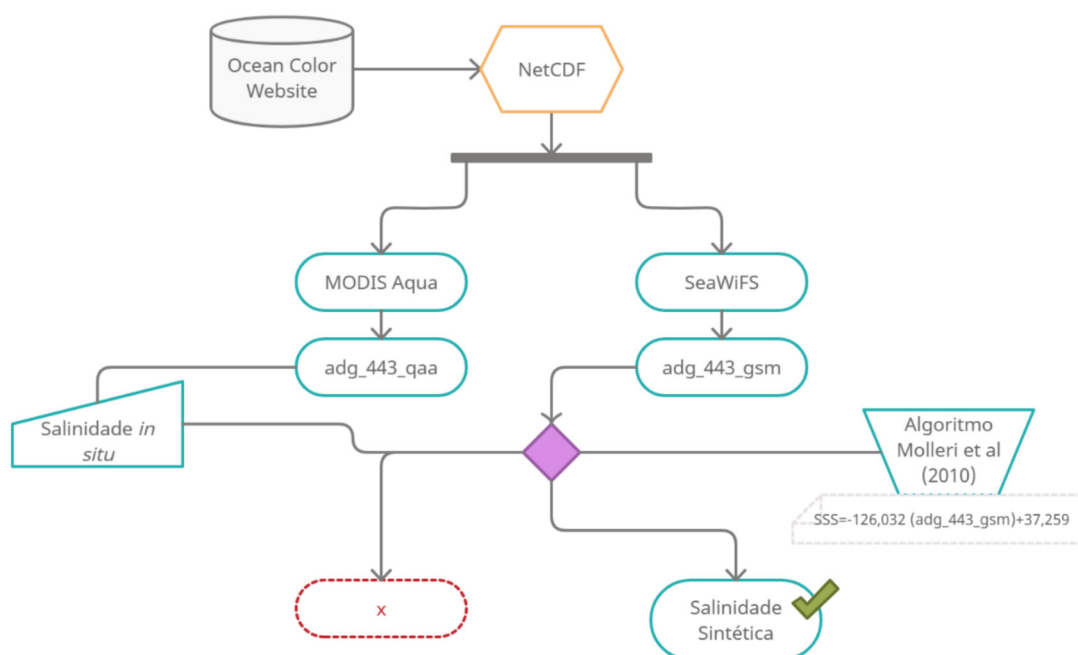 Ocean Color
Website
NetCDF
MODIS Aqua
SeaWiFS
adg_443_qaa
adg_443_gsm
Salinidade in
situ
Algoritmo
Molleri et al
(2010)
SSS=-126,032 (adg_443_gsm)+37,259
x
Salinidade
Sintética